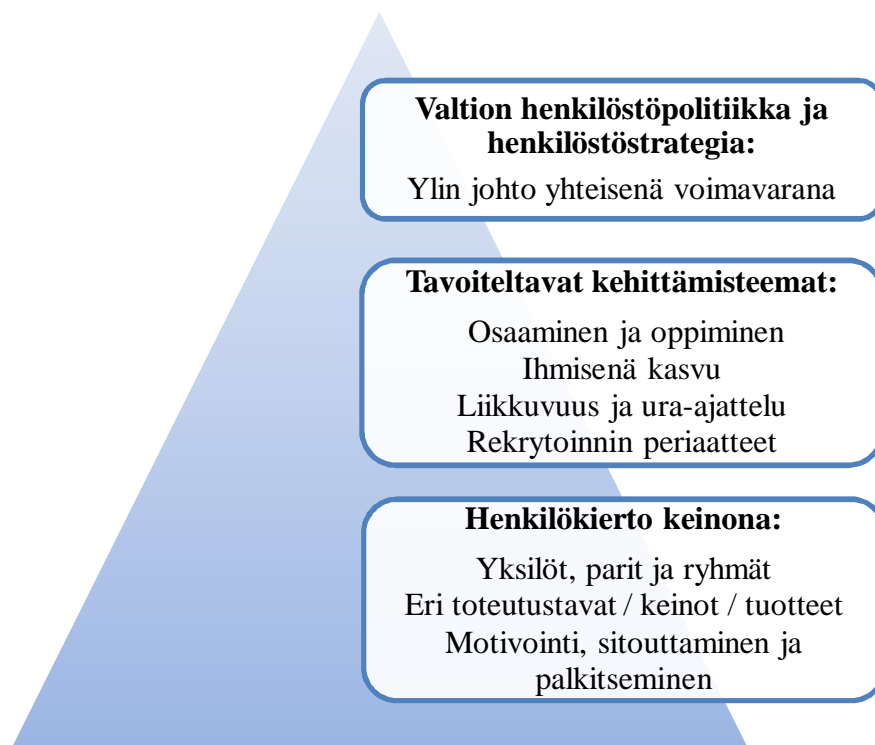 Valtion henkilöstöpolitiikka ja
henkilöstöstrategia:
Ylin johto yhteisenä voimavarana
Tavoiteltavat kehittämisteemat:
Osaaminen ja oppiminen
Ihmisenä kasvu
Liikkuvuus ja ura-ajattelu
Rekrytoinnin periaatteet
Henkilökierto keinona:
Yksilöt, parit ja ryhmät
Eri toteutustavat / keinot / tuotteet
Motivointi, sitouttaminen ja
palkitseminen